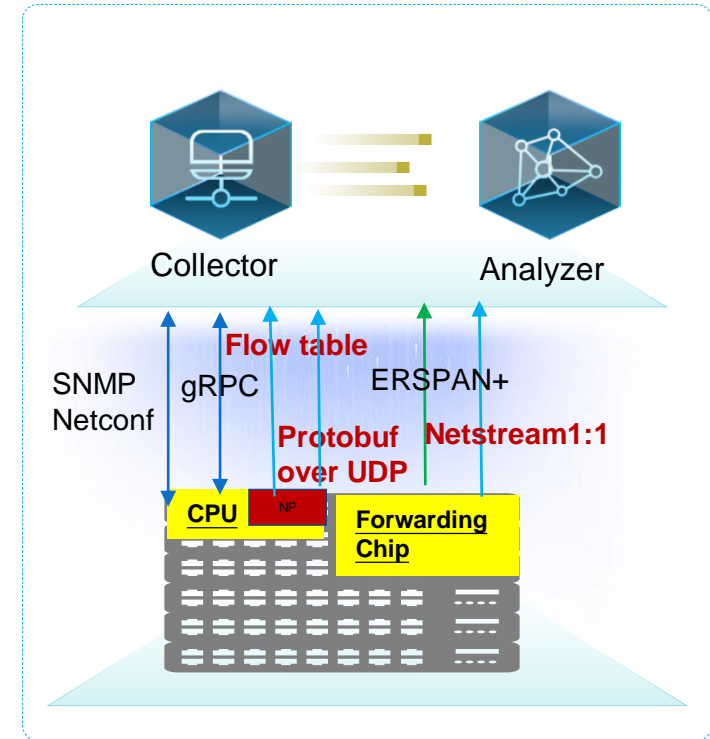 Collector
Analyzer
Flow table
SNMP
Netconf
gRPC
ERSPAN+
Protobuf
over UDP
Netstream1:1
CPU
NP
Forwarding
Chip